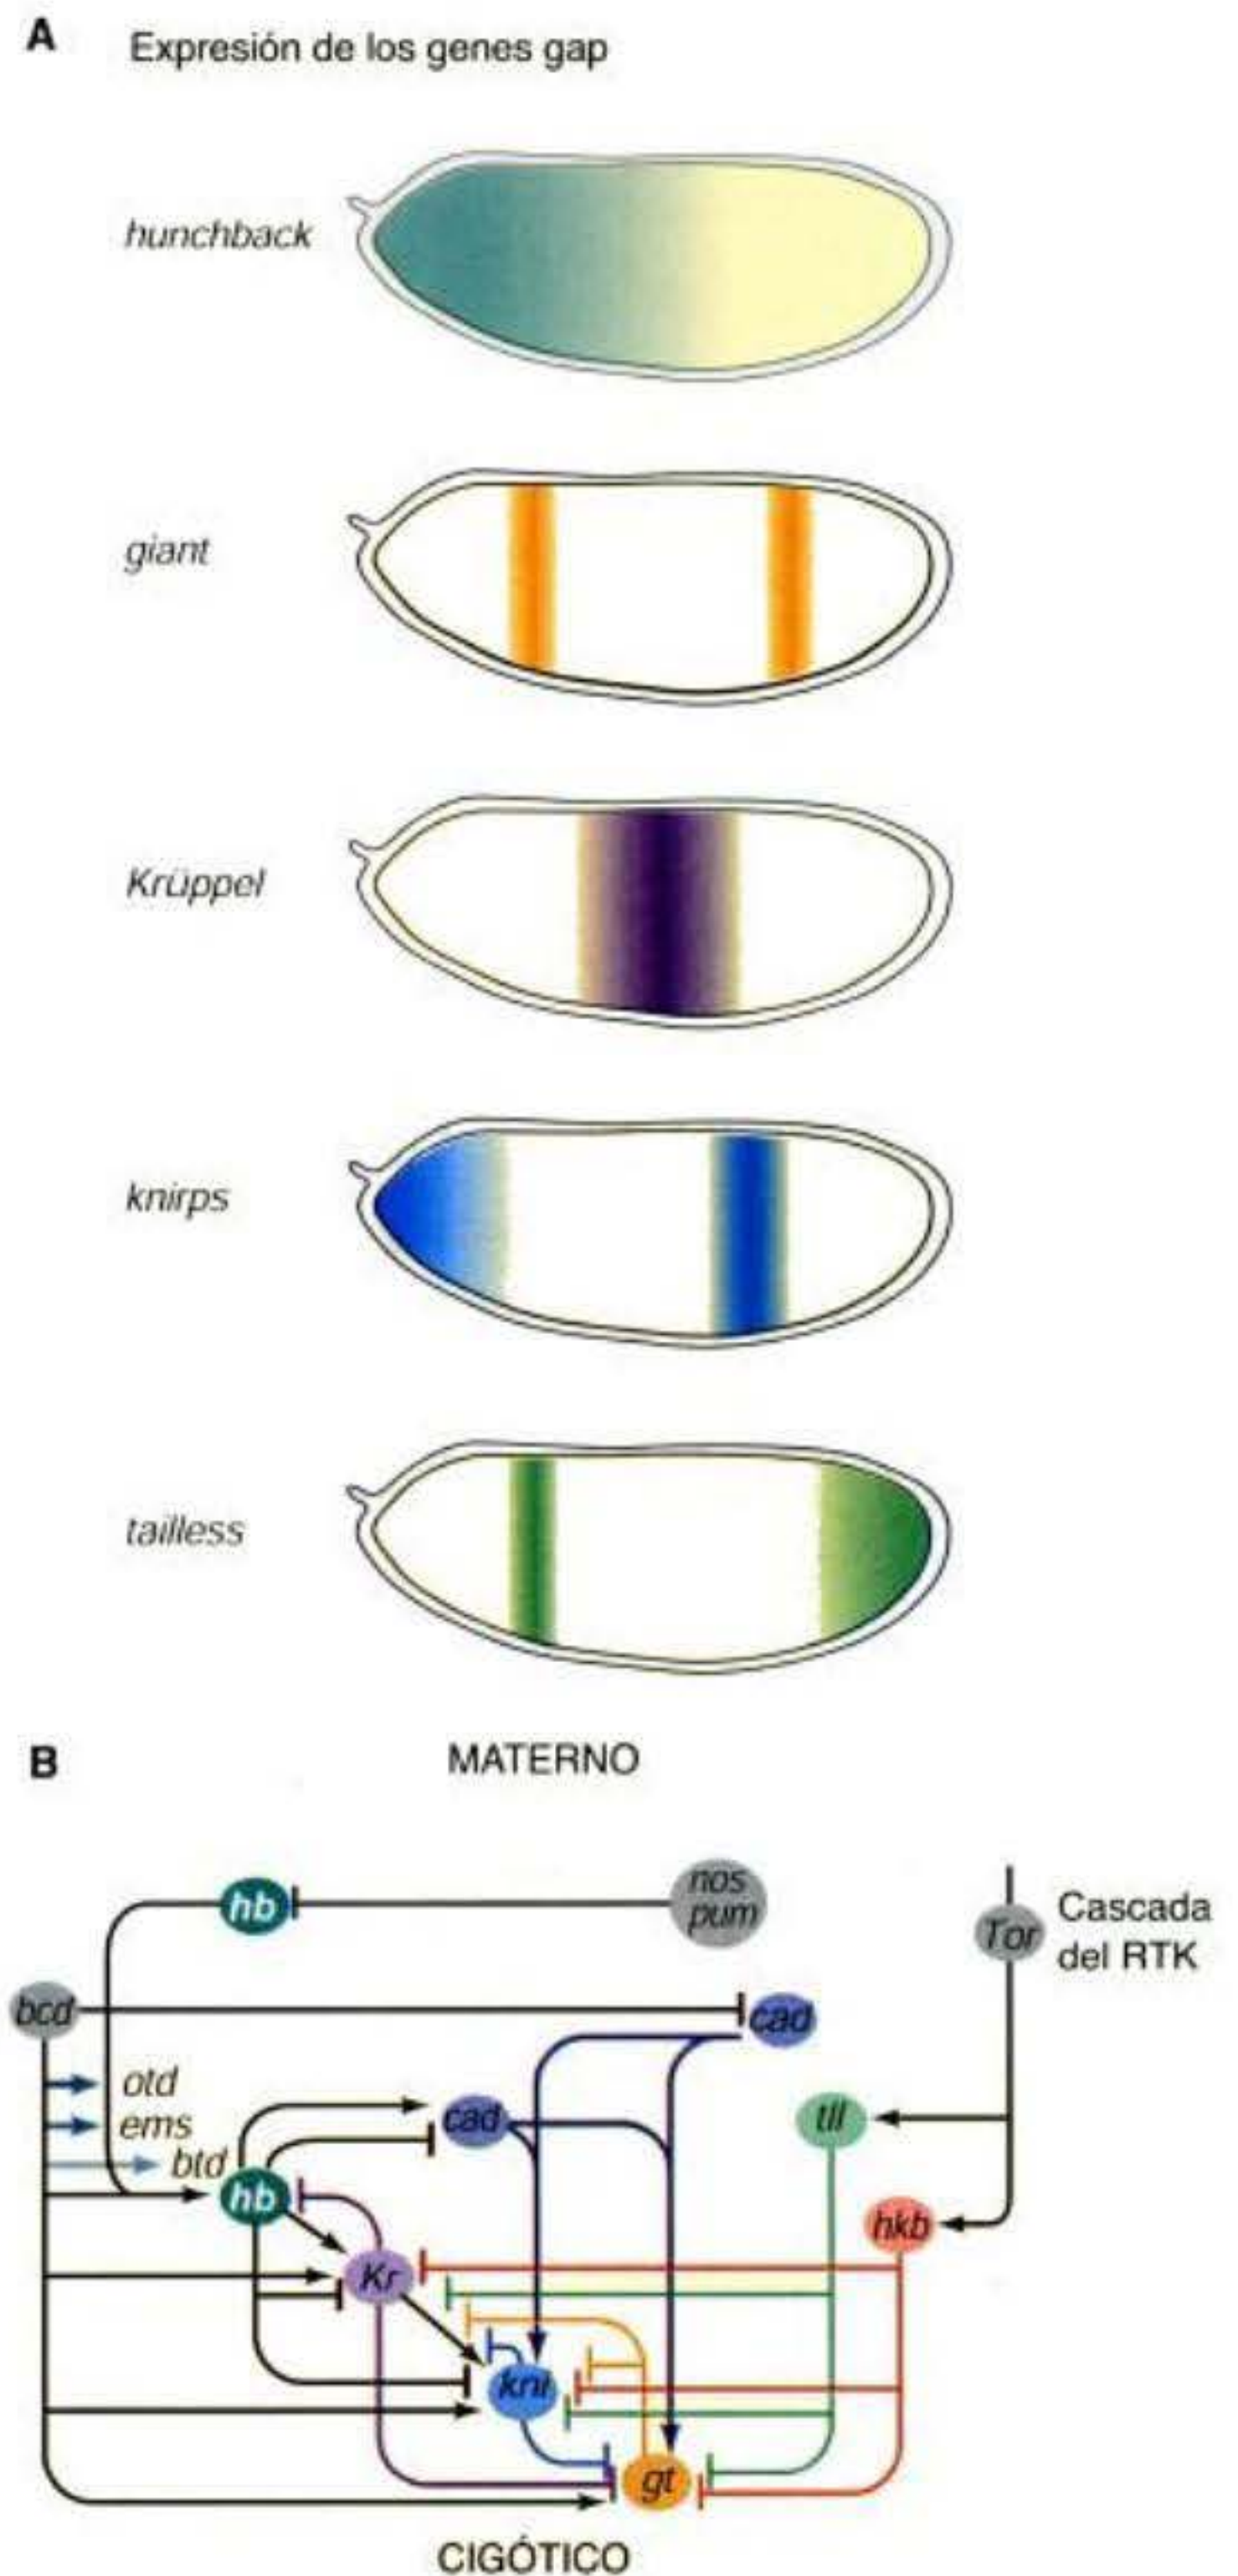 A
Expresión de los genes gap
hunchback
giant
Krüppel
knirps
tailless
B
MATERNO
hb
nos
pum
Tor
Cascada
del RTK
bcd
cad
otd
ems
btd
cad
tll
hb
hkb
Kr
kni
gt
CIGÓTICO